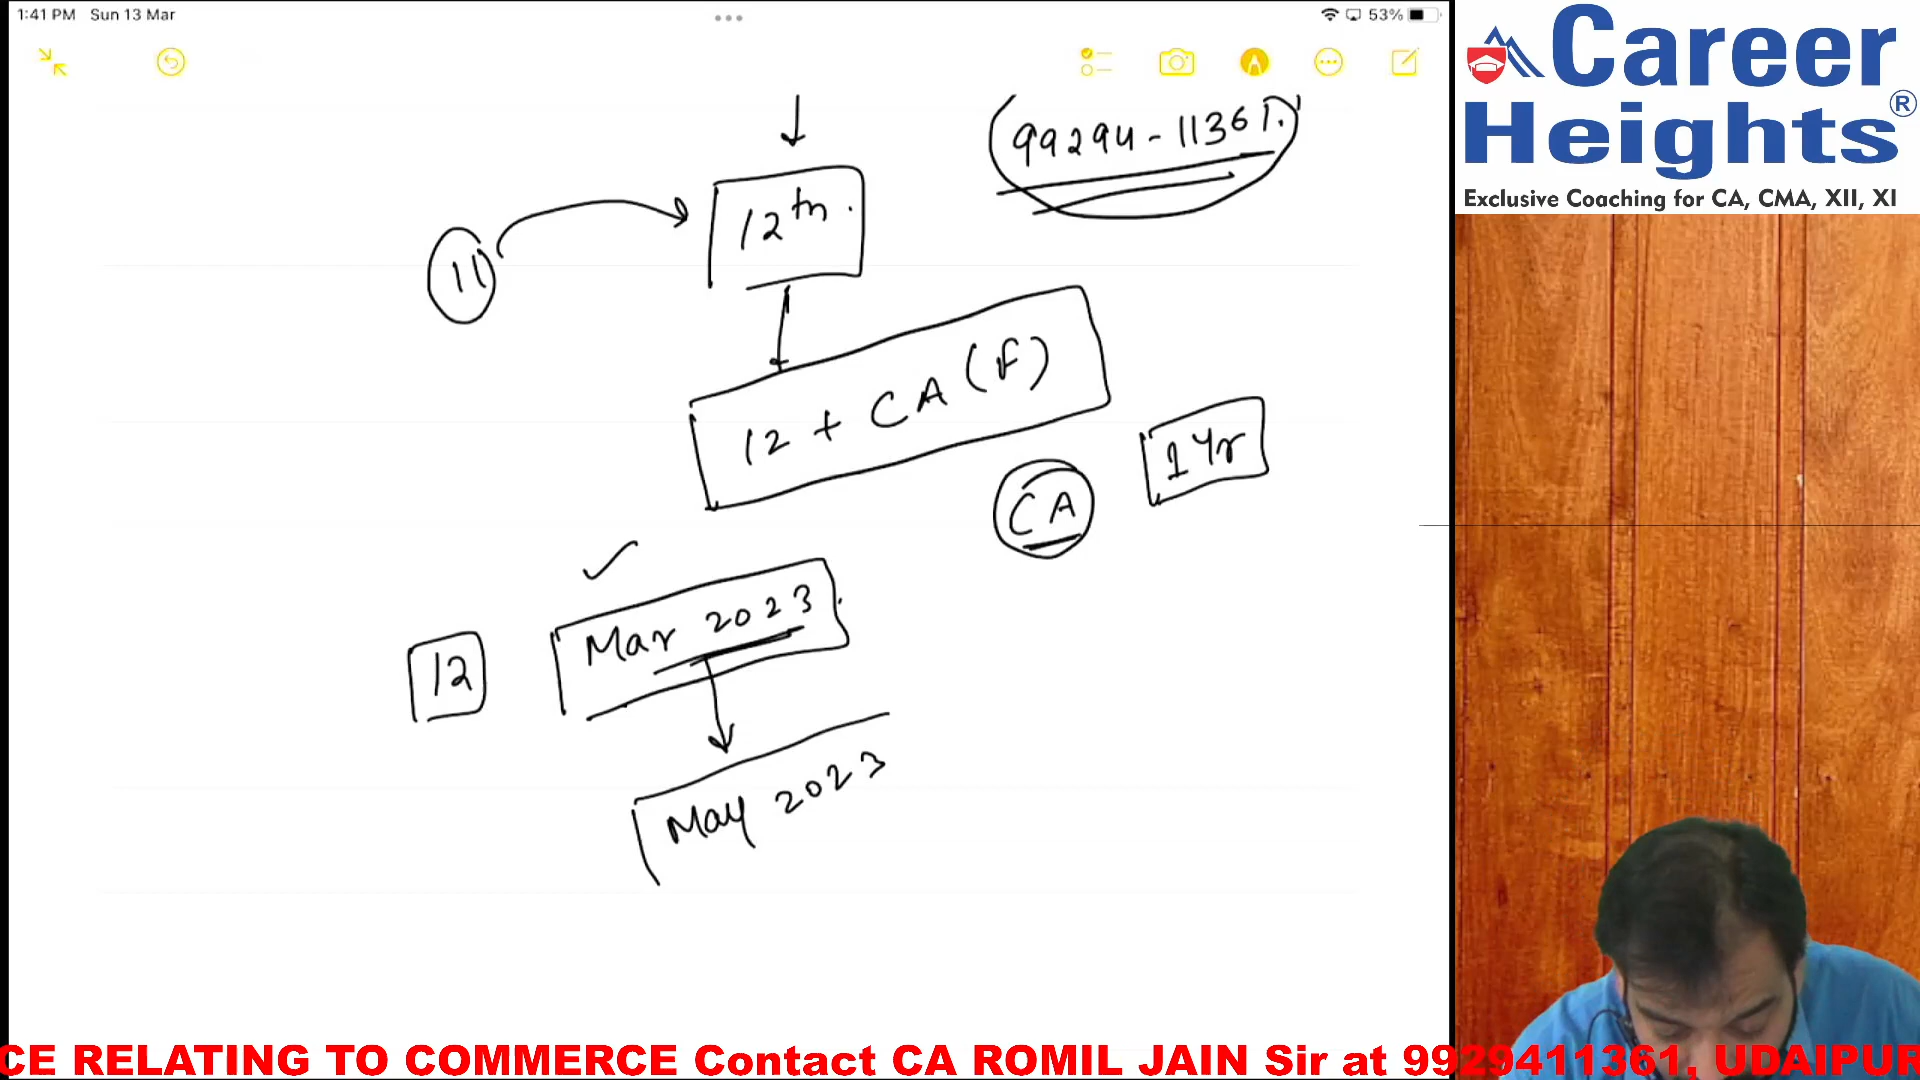 1:41 PM Sun 13 Mar
53%
Career
Heights®
Exclusive Coaching for CA, CMA, XII, XI
99294-11361.
12th.
11
12 + CA (F)
1 Yr
CA
Mar 2023.
12
May 2023
CE RELATING TO COMMERCE Contact CA ROMIL JAIN Sir at 9929411361, UDAIPUR